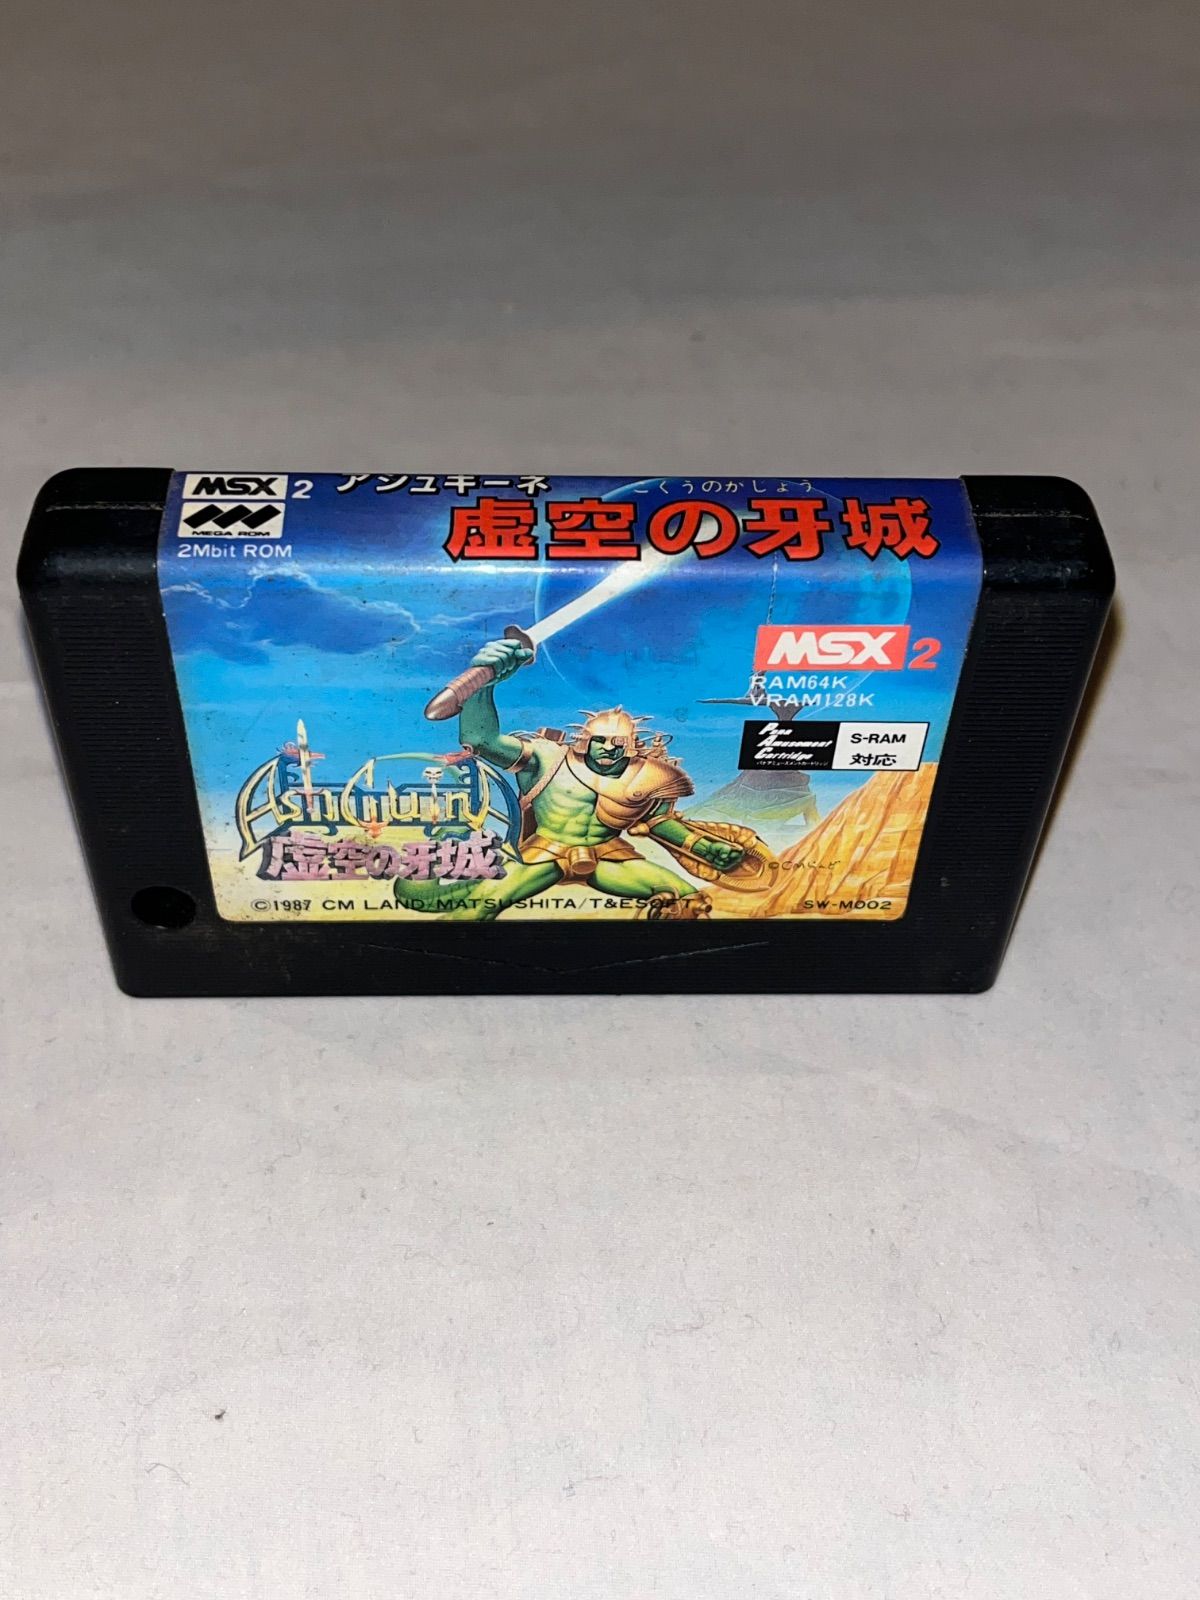 MSX 2
MEGA ROM
2Mbit ROM
アシュギーネ
こくうのがじょう
虚空の牙城
MSX 2
RAM64K
VRAM128K
Pana
Amusement
Cartridge
パナアミューズメントカートリッジ
S-RAM
対応
AshGuine
虚空の牙城
©CMらんど
©1987 CM LAND/MATSUSHITA/T&ESOFT
SW-M002